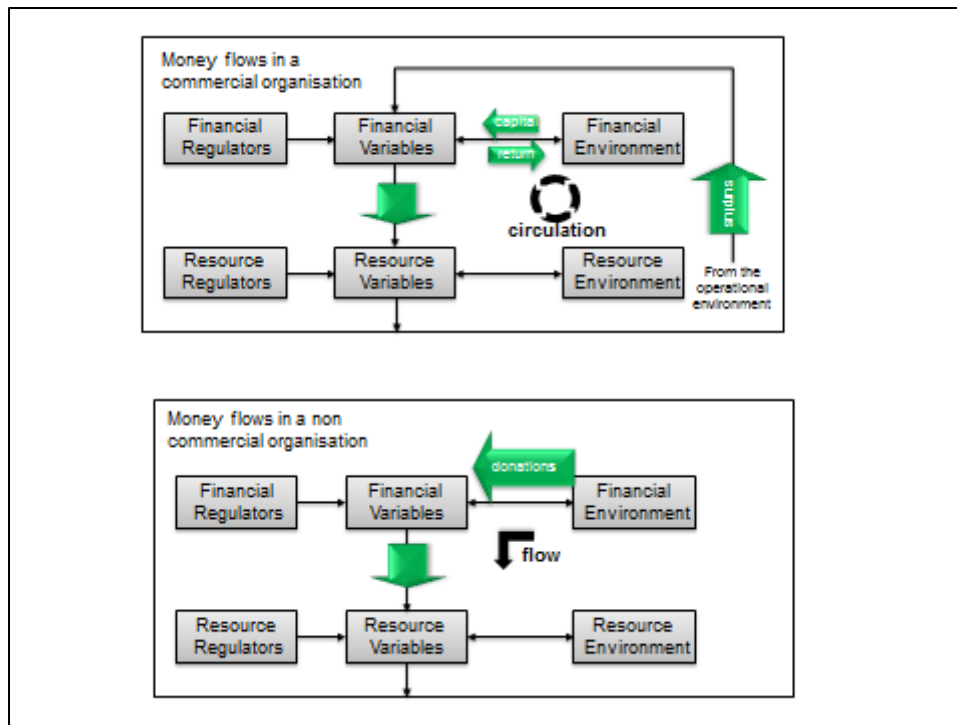 Money flows in a
commercial organisation
Financial
Regulators
Financial
Variables
capital
return
Financial
Environment
circulation
surplus
Resource
Regulators
Resource
Variables
Resource
Environment
From the
operational
environment
Money flows in a non
commercial organisation
donations
Financial
Regulators
Financial
Variables
Financial
Environment
flow
Resource
Regulators
Resource
Variables
Resource
Environment